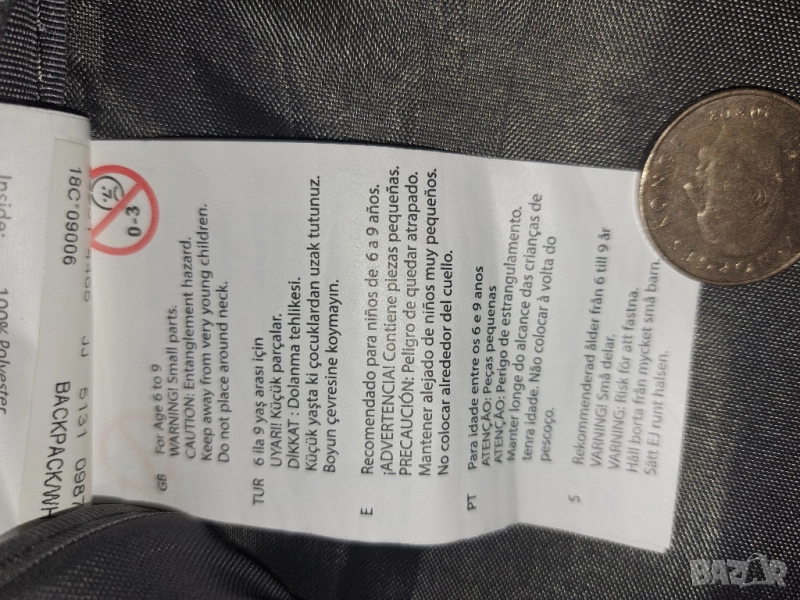 Inside: 100% Polyester
18C*09006
JJ 5131 0987
BACKPACKWH
0-3
GB For Age 6 to 9
WARNING! Small parts.
CAUTION: Entanglement hazard.
Keep away from very young children.
Do not place around neck.
TUR 6 ila 9 yaş arası için
UYARI! Küçük parçalar.
DİKKAT : Dolanma tehlikesi.
Küçük yaşta ki çocuklardan uzak tutunuz.
Boyun çevresine koymayın.
E Recomendado para niños de 6 a 9 años.
¡ADVERTENCIA! Contiene piezas pequeñas.
PRECAUCIÓN: Peligro de quedar atrapado.
Mantener alejado de niños muy pequeños.
No colocar alrededor del cuello.
PT Para idade entre os 6 e 9 anos
ATENÇÃO: Peças pequenas
ATENÇÃO: Perigo de estrangulamento.
Manter longe do alcance das crianças de
tenra idade. Não colocar à volta do
pescoço.
S Rekommenderad ålder från 6 till 9 år
VARNING! Små delar.
VARNING: Risk för att fastna.
Håll borta från mycket små barn.
Sätt EJ runt halsen.
BAZAR